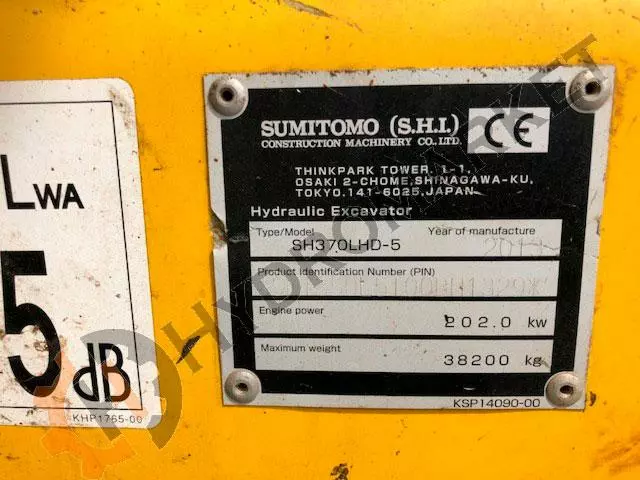 LWA
5
dB
KHP1765-00
SUMITOMO (S.H.I.)
CONSTRUCTION MACHINERY CO., LTD.
CE
THINKPARK TOWER. 1-1,
OSAKI 2-CHOME,SHINAGAWA-KU,
TOKYO.141-6025,JAPAN
Hydraulic Excavator
Type/Model
Year of manufacture
SH370LHD-5
Product Identification Number (PIN)
Engine power
202.0 kw
Maximum weight
38200 kg
KSP14090-00
HYDROMARKET